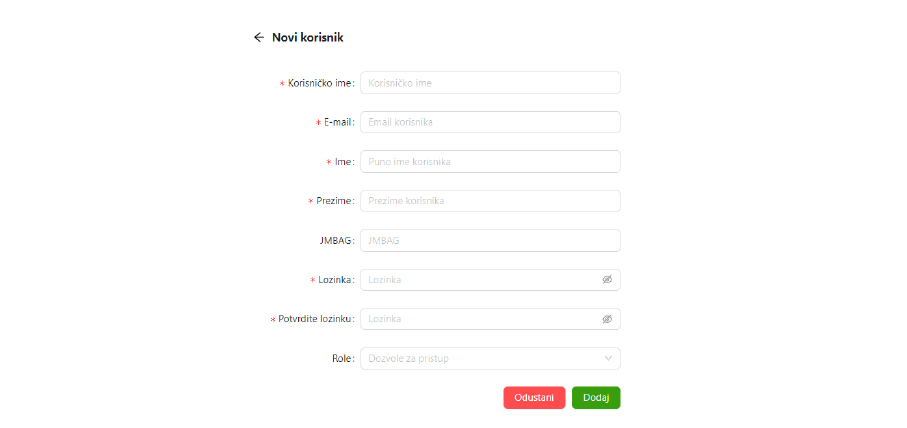 Novi korisnik
* Korisničko ime: Korisničko ime
* E-mail: Email korisnika
* Ime: Puno ime korisnika
* Prezime: Prezime korisnika
JMBAG: JMBAG
* Lozinka: Lozinka
* Potvrdite lozinku: Lozinka
Role: Dozvole za pristup
Odustani Dodaj